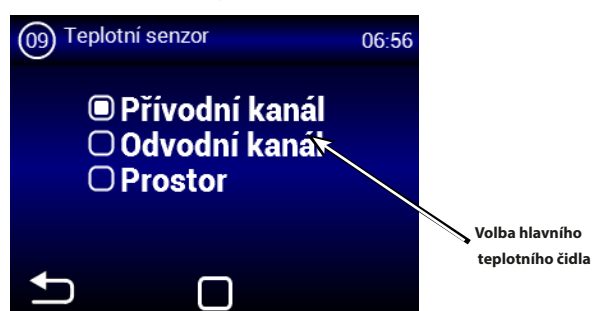 09 Teplotní senzor 06:56
Přívodní kanál
Odvodní kanál
Prostor
Volba hlavního
teplotního čidla